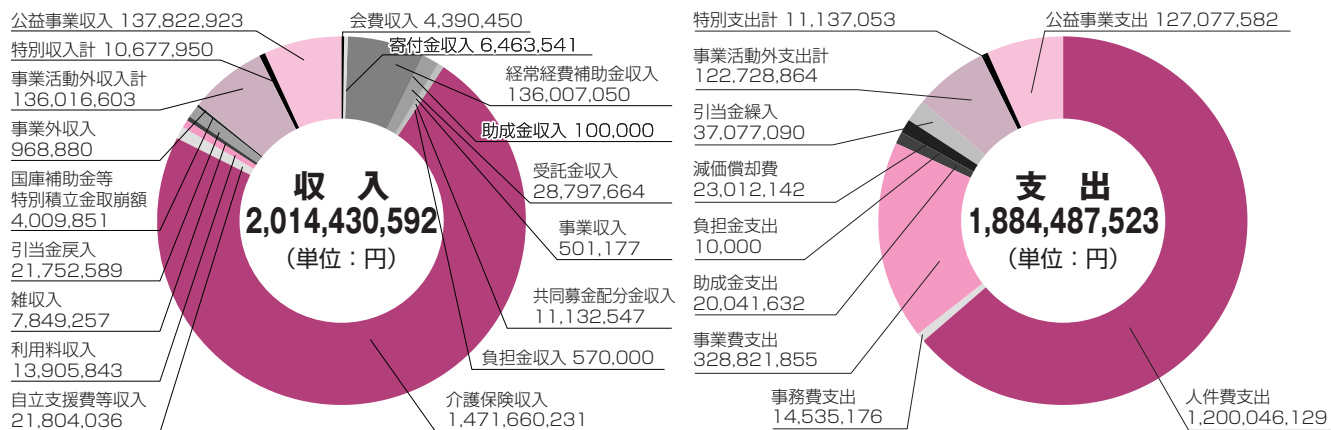 公益事業収入 137,822,923
特別収入計 10,677,950
事業活動外収入計
136,016,603
事業外収入
968,880
国庫補助金等
特別積立金取崩額
4,009,851
引当金戻入
21,752,589
雑収入
7,849,257
利用料収入
13,905,843
自立支援費等収入
21,804,036
会費収入 4,390,450
寄付金収入 6,463,541
経常経費補助金収入
136,007,050
助成金収入 100,000
受託金収入
28,797,664
事業収入
501,177
共同募金配分金収入
11,132,547
負担金収入 570,000
介護保険収入
1,471,660,231
収 入
2,014,430,592
(単位：円)
特別支出計 11,137,053
事業活動外支出計
122,728,864
引当金繰入
37,077,090
減価償却費
23,012,142
負担金支出
10,000
助成金支出
20,041,632
事業費支出
328,821,855
事務費支出
14,535,176
公益事業支出 127,077,582
人件費支出
1,200,046,129
支 出
1,884,487,523
(単位：円)